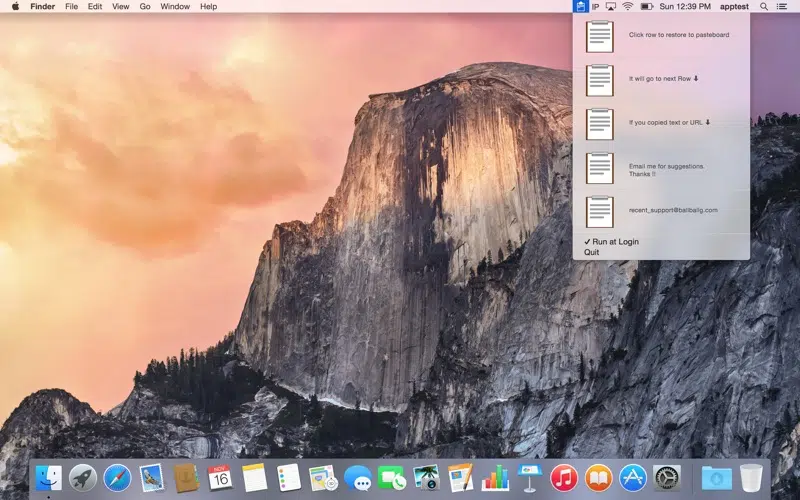 Finder File Edit View Go Window Help IP Sun 12:39 PM apptest
Click row to restore to pasteboard
It will go to next Row
If you copied text or URL
Email me for suggestions.
Thanks !!
recent_support@ballbalig.com
✓ Run at Login
Quit
NOV
16